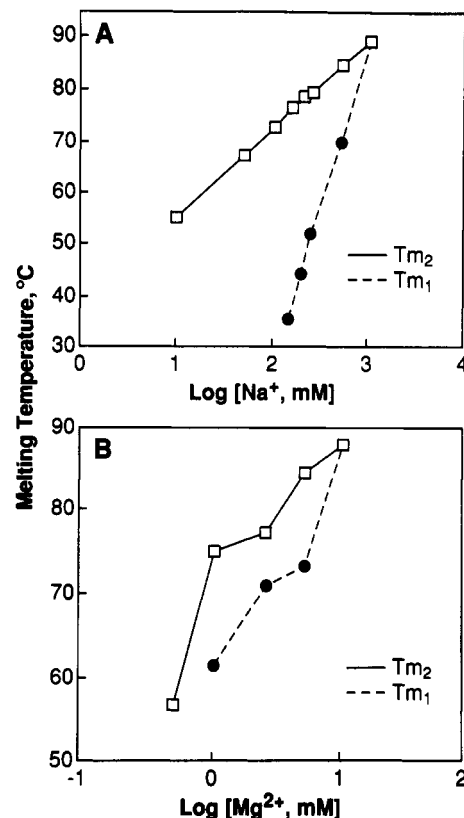 A
90
80
70
60
50
40
30
Tm₂
Tm₁
0
1
2
3
4
Log [Na⁺, mM]
Melting Temperature, °C
B
90
80
70
60
50
Tm₂
Tm₁
-1
0
1
2
Log [Mg²⁺, mM]